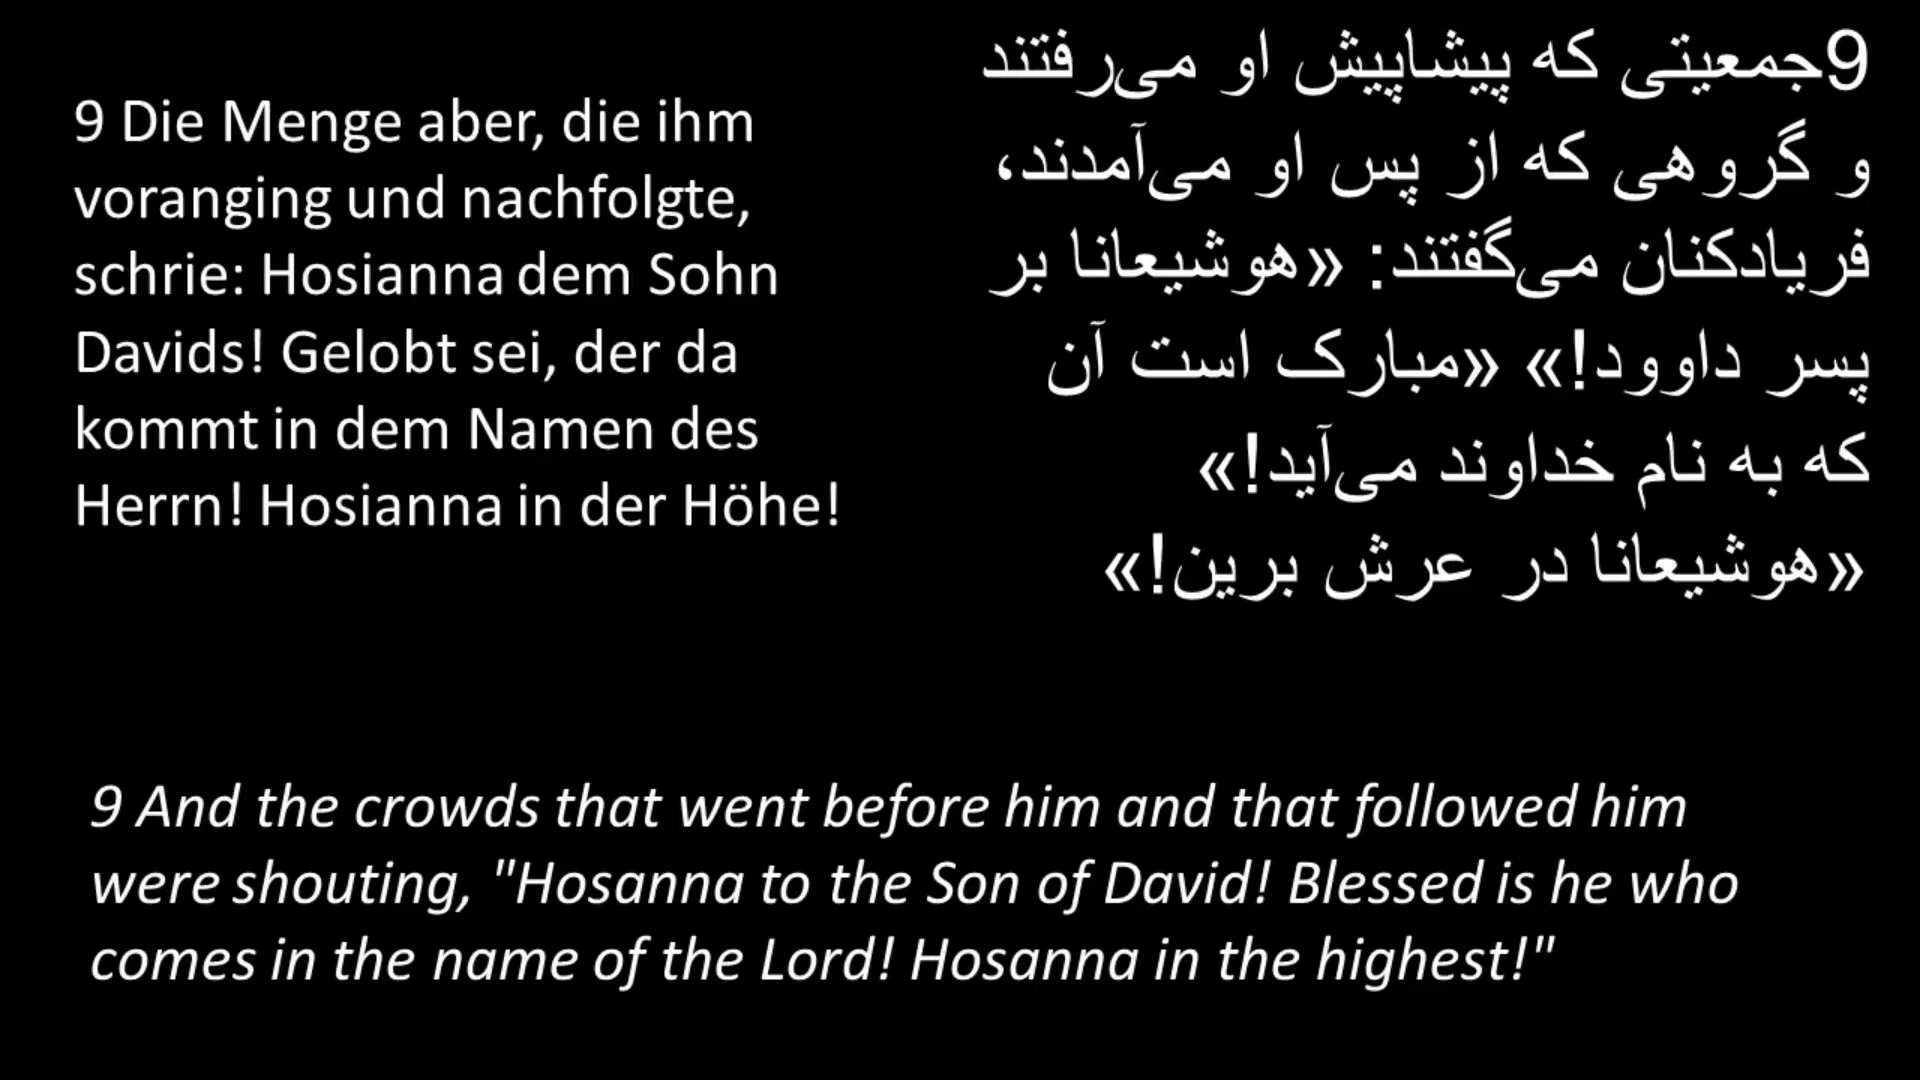 9 Die Menge aber, die ihm
voranging und nachfolgte,
schrie: Hosianna dem Sohn
Davids! Gelobt sei, der da
kommt in dem Namen des
Herrn! Hosianna in der Höhe!
9جمعیتی که پیشاپیش او می‌رفتند
و گروهی که از پس او می‌آمدند،
فریادکنان می‌گفتند: «هوشیعانا بر
پسر داوود!» «مبارک است آن
که به نام خداوند می‌آید!»
«هوشیعانا در عرش برین!»
9 And the crowds that went before him and that followed him
were shouting, "Hosanna to the Son of David! Blessed is he who
comes in the name of the Lord! Hosanna in the highest!"